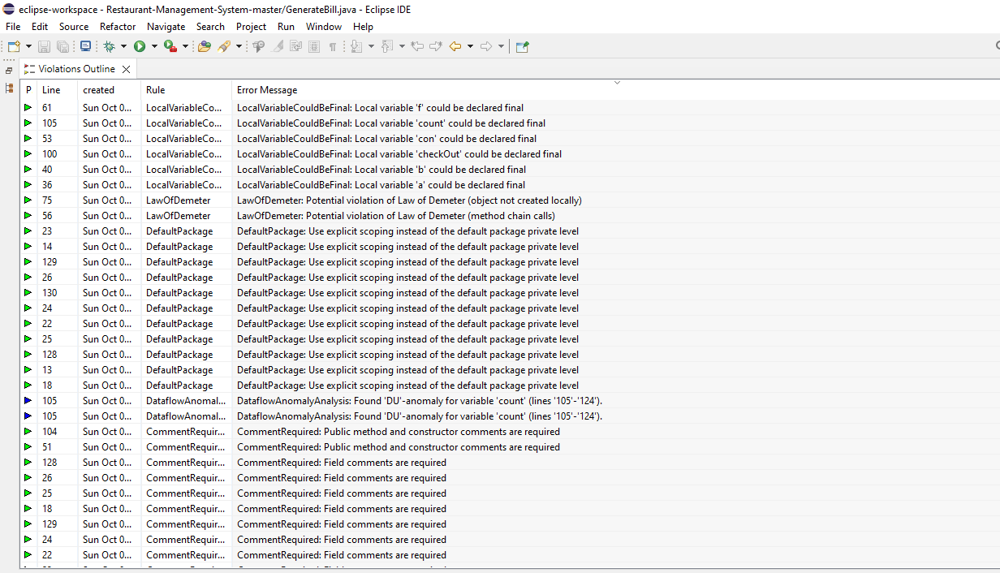 eclipse-workspace - Restaurant-Management-System-master/GenerateBill.java - Eclipse IDE
File Edit Source Refactor Navigate Search Project Run Window Help
Violations Outline
P Line created Rule Error Message
61 Sun Oct 0... LocalVariableCo... LocalVariableCouldBeFinal: Local variable 'f' could be declared final
105 Sun Oct 0... LocalVariableCo... LocalVariableCouldBeFinal: Local variable 'count' could be declared final
53 Sun Oct 0... LocalVariableCo... LocalVariableCouldBeFinal: Local variable 'con' could be declared final
100 Sun Oct 0... LocalVariableCo... LocalVariableCouldBeFinal: Local variable 'checkOut' could be declared final
40 Sun Oct 0... LocalVariableCo... LocalVariableCouldBeFinal: Local variable 'b' could be declared final
36 Sun Oct 0... LocalVariableCo... LocalVariableCouldBeFinal: Local variable 'a' could be declared final
75 Sun Oct 0... LawOfDemeter LawOfDemeter: Potential violation of Law of Demeter (object not created locally)
56 Sun Oct 0... LawOfDemeter LawOfDemeter: Potential violation of Law of Demeter (method chain calls)
23 Sun Oct 0... DefaultPackage DefaultPackage: Use explicit scoping instead of the default package private level
14 Sun Oct 0... DefaultPackage DefaultPackage: Use explicit scoping instead of the default package private level
129 Sun Oct 0... DefaultPackage DefaultPackage: Use explicit scoping instead of the default package private level
26 Sun Oct 0... DefaultPackage DefaultPackage: Use explicit scoping instead of the default package private level
130 Sun Oct 0... DefaultPackage DefaultPackage: Use explicit scoping instead of the default package private level
24 Sun Oct 0... DefaultPackage DefaultPackage: Use explicit scoping instead of the default package private level
22 Sun Oct 0... DefaultPackage DefaultPackage: Use explicit scoping instead of the default package private level
25 Sun Oct 0... DefaultPackage DefaultPackage: Use explicit scoping instead of the default package private level
128 Sun Oct 0... DefaultPackage DefaultPackage: Use explicit scoping instead of the default package private level
13 Sun Oct 0... DefaultPackage DefaultPackage: Use explicit scoping instead of the default package private level
18 Sun Oct 0... DefaultPackage DefaultPackage: Use explicit scoping instead of the default package private level
105 Sun Oct 0... DataflowAnomal... DataflowAnomalyAnalysis: Found 'DU'-anomaly for variable 'count' (lines '105'-'124').
105 Sun Oct 0... DataflowAnomal... DataflowAnomalyAnalysis: Found 'DU'-anomaly for variable 'count' (lines '105'-'124').
104 Sun Oct 0... CommentRequir... CommentRequired: Public method and constructor comments are required
51 Sun Oct 0... CommentRequir... CommentRequired: Public method and constructor comments are required
128 Sun Oct 0... CommentRequir... CommentRequired: Field comments are required
26 Sun Oct 0... CommentRequir... CommentRequired: Field comments are required
25 Sun Oct 0... CommentRequir... CommentRequired: Field comments are required
18 Sun Oct 0... CommentRequir... CommentRequired: Field comments are required
129 Sun Oct 0... CommentRequir... CommentRequired: Field comments are required
24 Sun Oct 0... CommentRequir... CommentRequired: Field comments are required
22 Sun Oct 0... CommentRequir... CommentRequired: Field comments are required